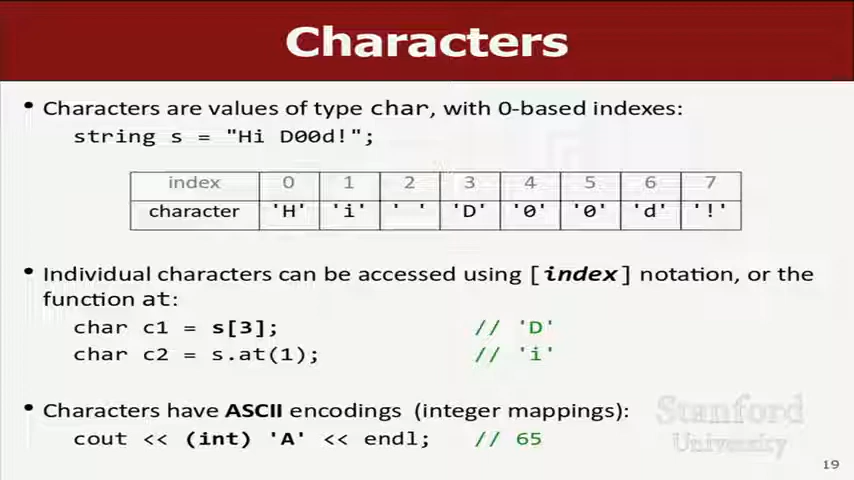 Characters
• Characters are values of type char, with 0-based indexes:
string s = "Hi D00d!";
index 0 1 2 3 4 5 6 7
character 'H' 'i' ' ' 'D' '0' '0' 'd' '!'
• Individual characters can be accessed using [index] notation, or the
function at:
char c1 = s[3]; // 'D'
char c2 = s.at(1); // 'i'
• Characters have ASCII encodings (integer mappings):
cout << (int) 'A' << endl; // 65
Stanford
University
19